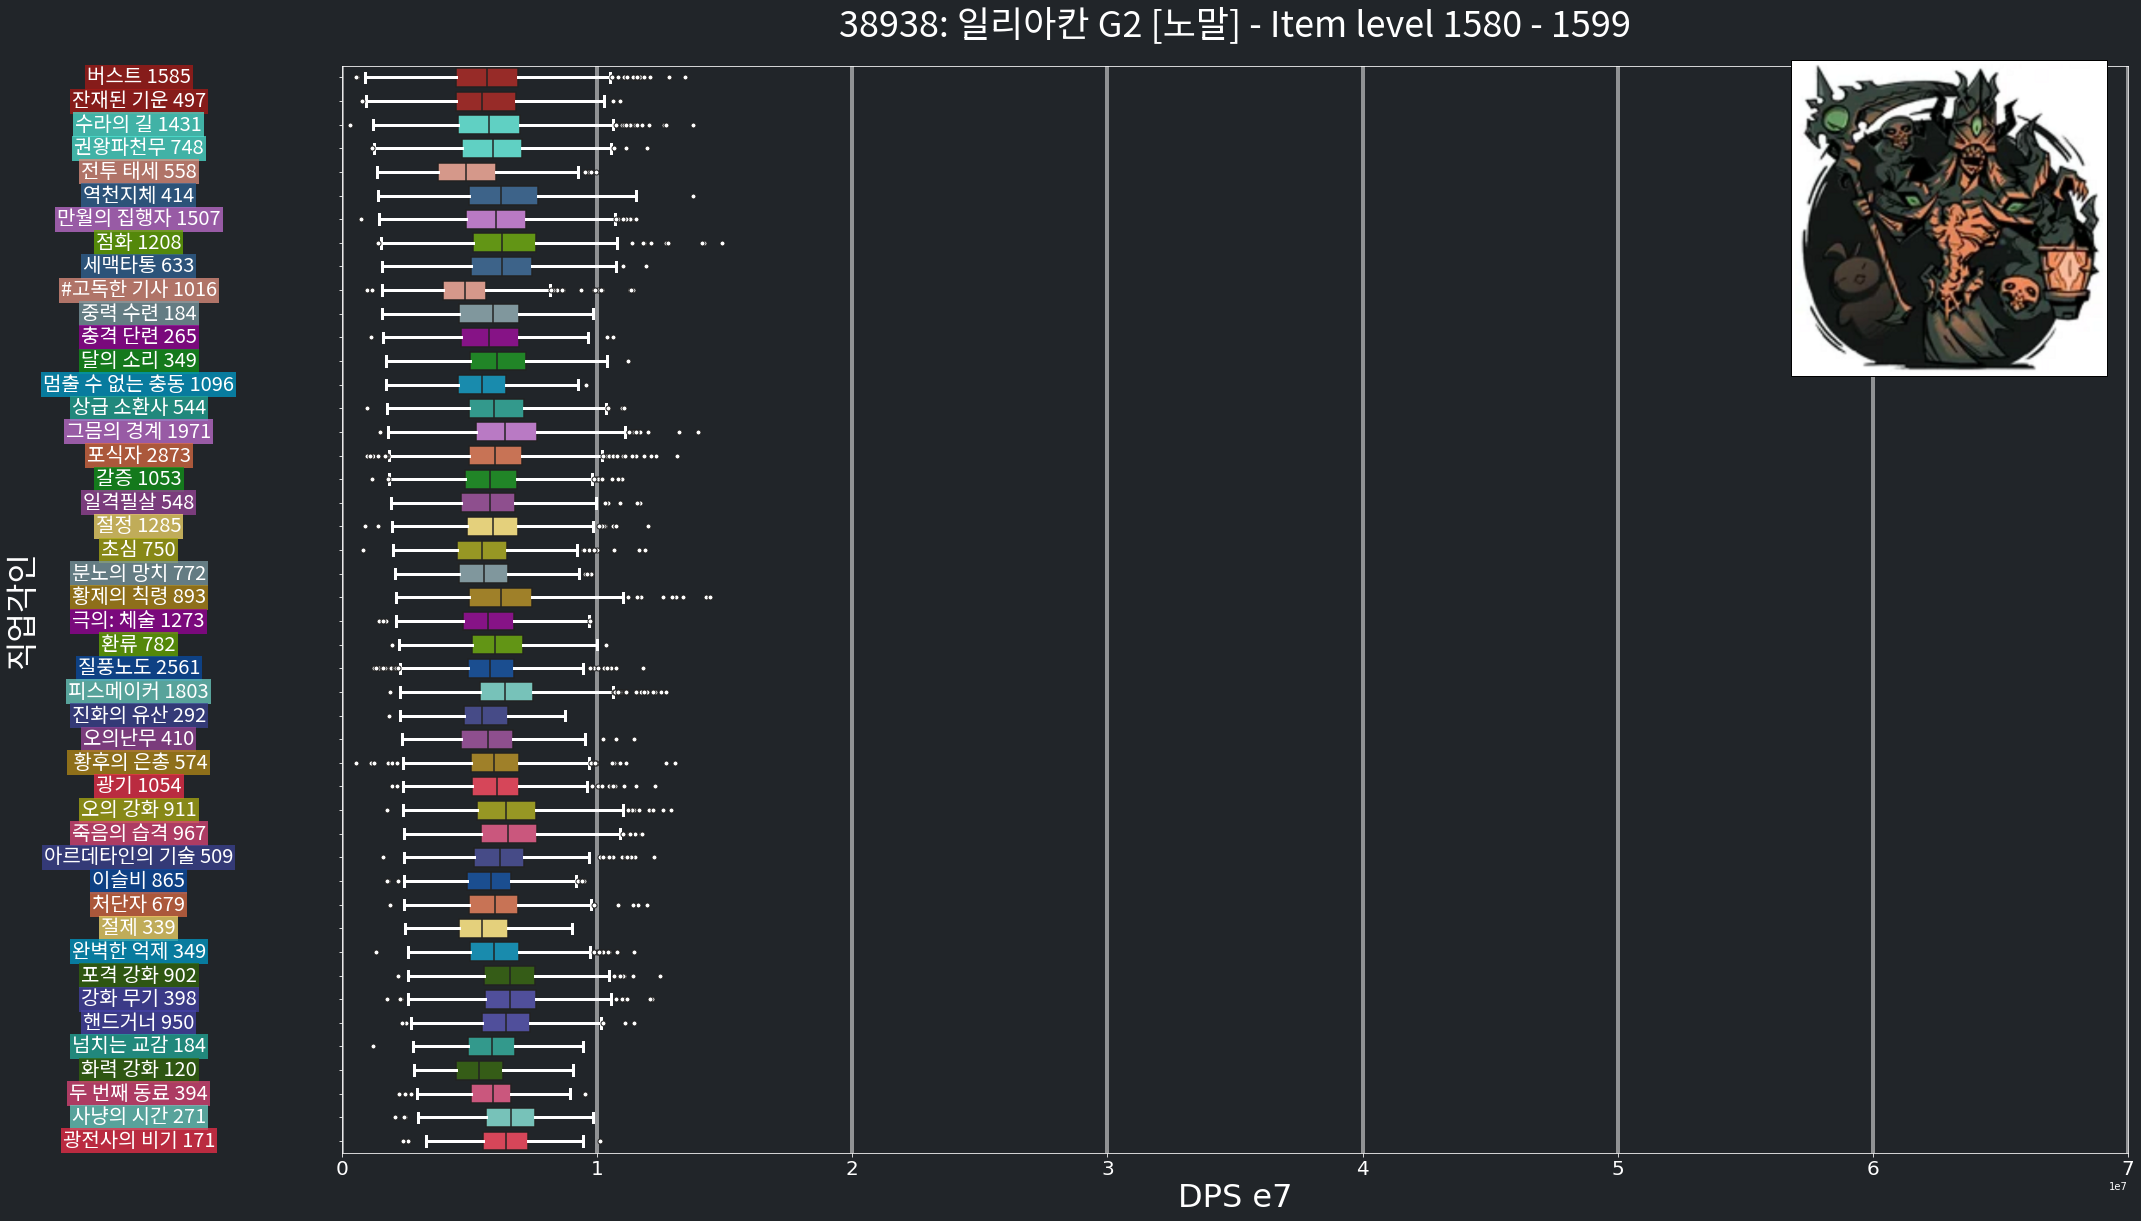 38938: 일리아칸 G2 [노말] - Item level 1580 - 1599
버스트 1585
잔재된 기운 497
수라의 길 1431
권왕파천무 748
전투 태세 558
역천지체 414
만월의 집행자 1507
점화 1208
세맥타통 633
#고독한 기사 1016
중력 수련 184
충격 단련 265
달의 소리 349
멈출 수 없는 충동 1096
상급 소환사 544
그믐의 경계 1971
포식자 2873
갈증 1053
일격필살 548
절정 1285
초심 750
분노의 망치 772
황제의 칙령 893
극의: 체술 1273
환류 782
질풍노도 2561
피스메이커 1803
진화의 유산 292
오의난무 410
황후의 은총 574
광기 1054
오의 강화 911
죽음의 습격 967
아르데타인의 기술 509
이슬비 865
처단자 679
절제 339
완벽한 억제 349
포격 강화 902
강화 무기 398
핸드거너 950
넘치는 교감 184
화력 강화 120
두 번째 동료 394
사냥의 시간 271
광전사의 비기 171
직업각인
0 1 2 3 4 5 6 7
1e7
DPS e7